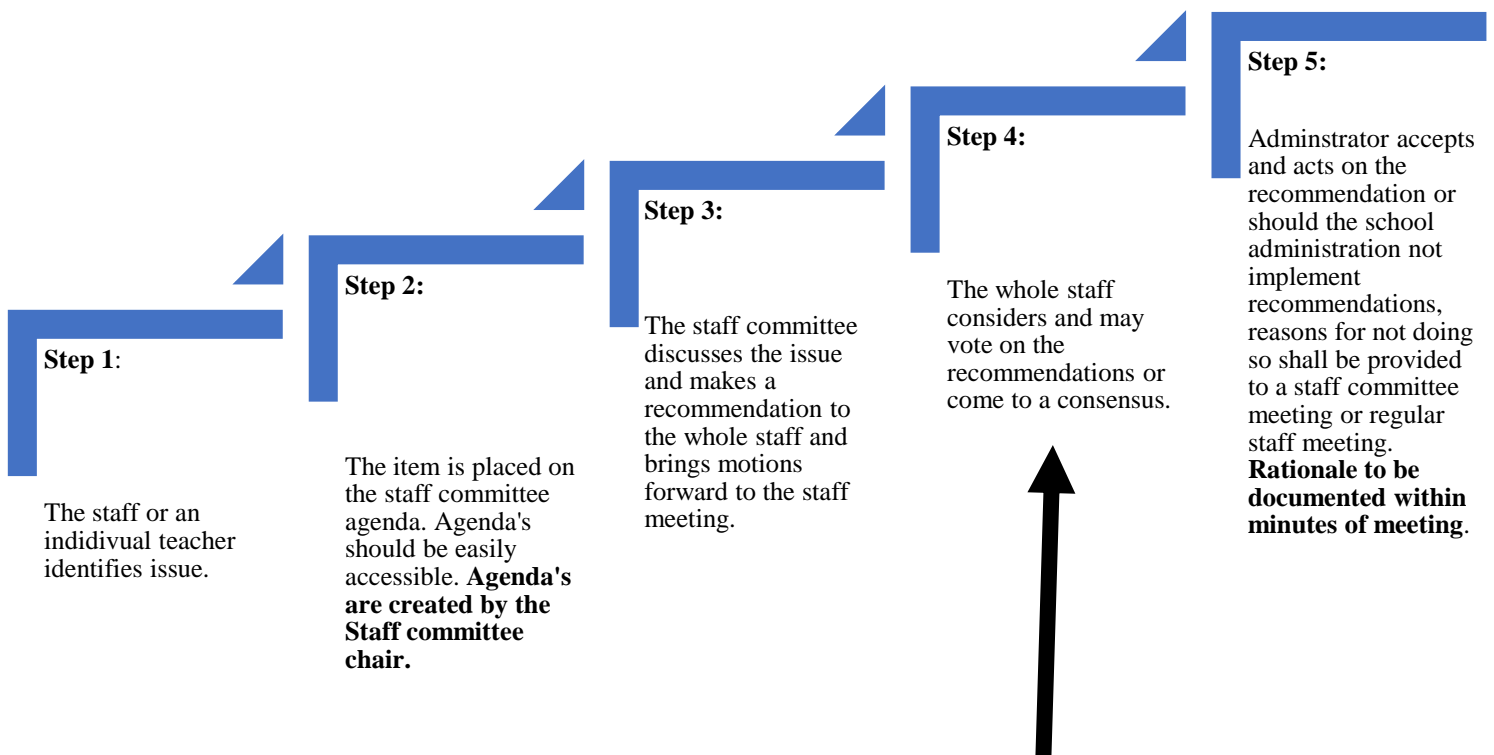 Step 1:
The staff or an
indidivual teacher
identifies issue.
Step 2:
The item is placed on
the staff committee
agenda. Agenda's
should be easily
accessible. Agenda's
are created by the
Staff committee
chair.
Step 3:
The staff committee
discusses the issue
and makes a
recommendation to
the whole staff and
brings motions
forward to the staff
meeting.
Step 4:
The whole staff
considers and may
vote on the
recommendations or
come to a consensus.
Step 5:
Adminstrator accepts
and acts on the
recommendation or
should the school
administration not
implement
recommendations,
reasons for not doing
so shall be provided
to a staff committee
meeting or regular
staff meeting.
Rationale to be
documented within
minutes of meeting.